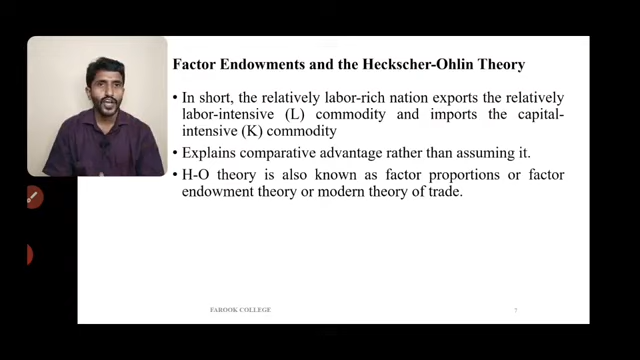 Factor Endowments and the Heckscher-Ohlin Theory
• In short, the relatively labor-rich nation exports the relatively
labor-intensive (L) commodity and imports the capital-
intensive (K) commodity
• Explains comparative advantage rather than assuming it.
• H-O theory is also known as factor proportions or factor
endowment theory or modern theory of trade.
FAROOK COLLEGE
7